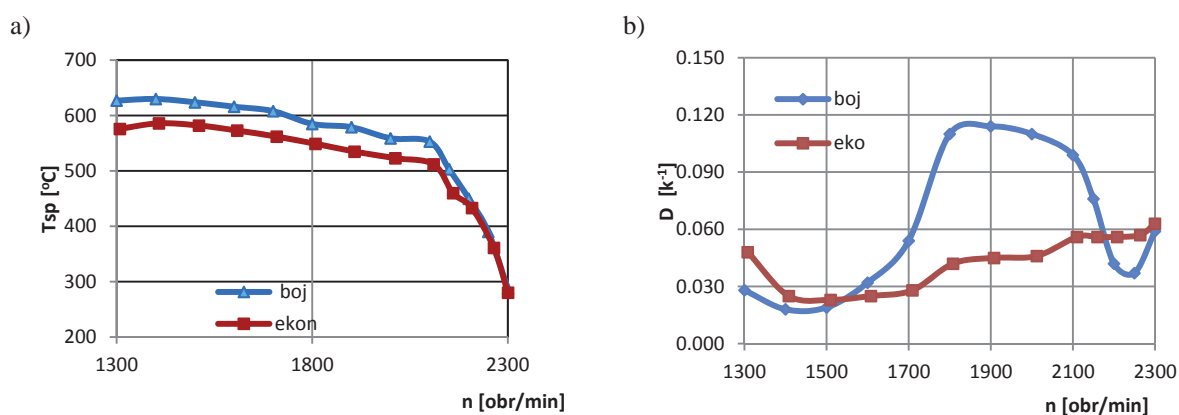 a)
700
600
500
400
300
200
Tsp [°C]
boj
ekon
1300 1800 2300
n [obr/min]
b)
0.150
0.120
0.090
0.060
0.030
0.000
D [k⁻¹]
boj
eko
1300 1500 1700 1900 2100 2300
n [obr/min]